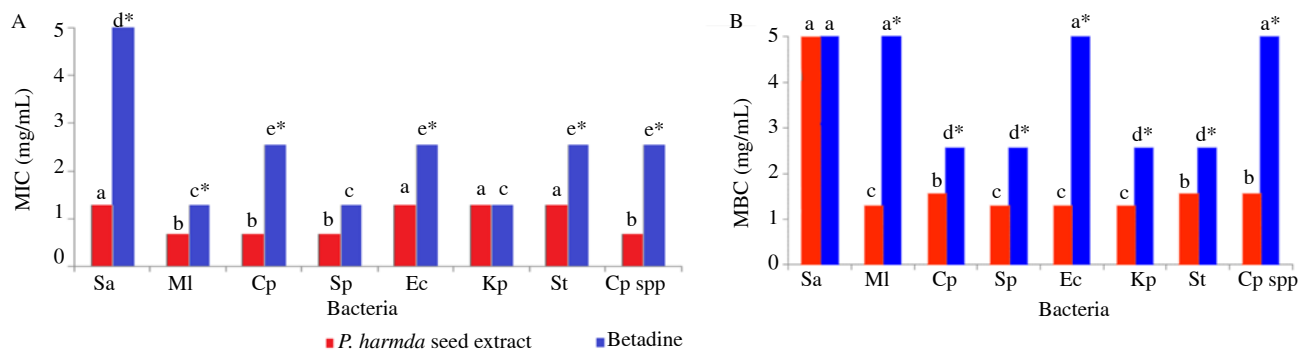 A
d*
5
4
3
2
1
0
MIC (mg/mL)
a
b
c*
b
e*
b
c
a
e*
a
c
a
e*
b
e*
Sa Ml Cp Sp Ec Kp St Cp spp
Bacteria
P. harmda seed extract
Betadine
B
5
4
3
2
1
0
MBC (mg/mL)
a a
c
a*
b
d*
c
d*
c
a*
c
d*
b
d*
b
a*
Sa Ml Cp Sp Ec Kp St Cp spp
Bacteria